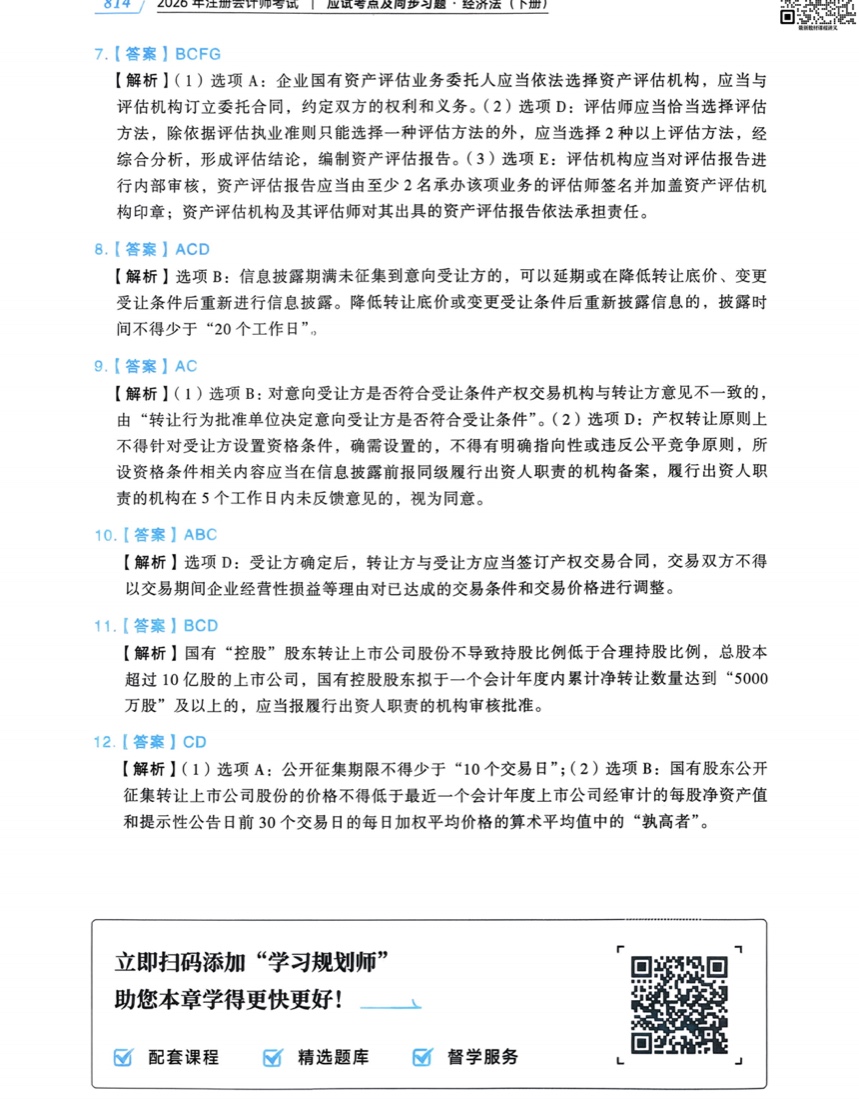 814 2026年注册会计师考试 | 应试考点及同步习题·经济法（下册）
7.【答案】BCFG
【解析】（1）选项A：企业国有资产评估业务委托人应当依法选择资产评估机构，应当与
评估机构订立委托合同，约定双方的权利和义务。（2）选项D：评估师应当恰当选择评估
方法，除依据评估执业准则只能选择一种评估方法的外，应当选择2种以上评估方法，经
综合分析，形成评估结论，编制资产评估报告。（3）选项E：评估机构应当对评估报告进
行内部审核，资产评估报告应当由至少2名承办该项业务的评估师签名并加盖资产评估机
构印章；资产评估机构及其评估师对其出具的资产评估报告依法承担责任。
8.【答案】ACD
【解析】选项B：信息披露期满未征集到意向受让方的，可以延期或在降低转让底价、变更
受让条件后重新进行信息披露。降低转让底价或变更受让条件后重新披露信息的，披露时
间不得少于“20个工作日”。
9.【答案】AC
【解析】（1）选项B：对意向受让方是否符合受让条件产权交易机构与转让方意见不一致的，
由“转让行为批准单位决定意向受让方是否符合受让条件”。（2）选项D：产权转让原则上
不得针对受让方设置资格条件，确需设置的，不得有明确指向性或违反公平竞争原则，所
设资格条件相关内容应当在信息披露前报同级履行出资人职责的机构备案，履行出资人职
责的机构在5个工作日内未反馈意见的，视为同意。
10.【答案】ABC
【解析】选项D：受让方确定后，转让方与受让方应当签订产权交易合同，交易双方不得
以交易期间企业经营性损益等理由对已达成的交易条件和交易价格进行调整。
11.【答案】BCD
【解析】国有“控股”股东转让上市公司股份不导致持股比例低于合理持股比例，总股本
超过10亿股的上市公司，国有控股股东拟于一个会计年度内累计净转让数量达到“5000
万股”及以上的，应当报履行出资人职责的机构审核批准。
12.【答案】CD
【解析】（1）选项A：公开征集期限不得少于“10个交易日”；（2）选项B：国有股东公开
征集转让上市公司股份的价格不得低于最近一个会计年度上市公司经审计的每股净资产值
和提示性公告日前30个交易日的每日加权平均价格的算术平均值中的“孰高者”。
立即扫码添加“学习规划师”
助您本章学得更快更好！
配套课程 精选题库 督学服务